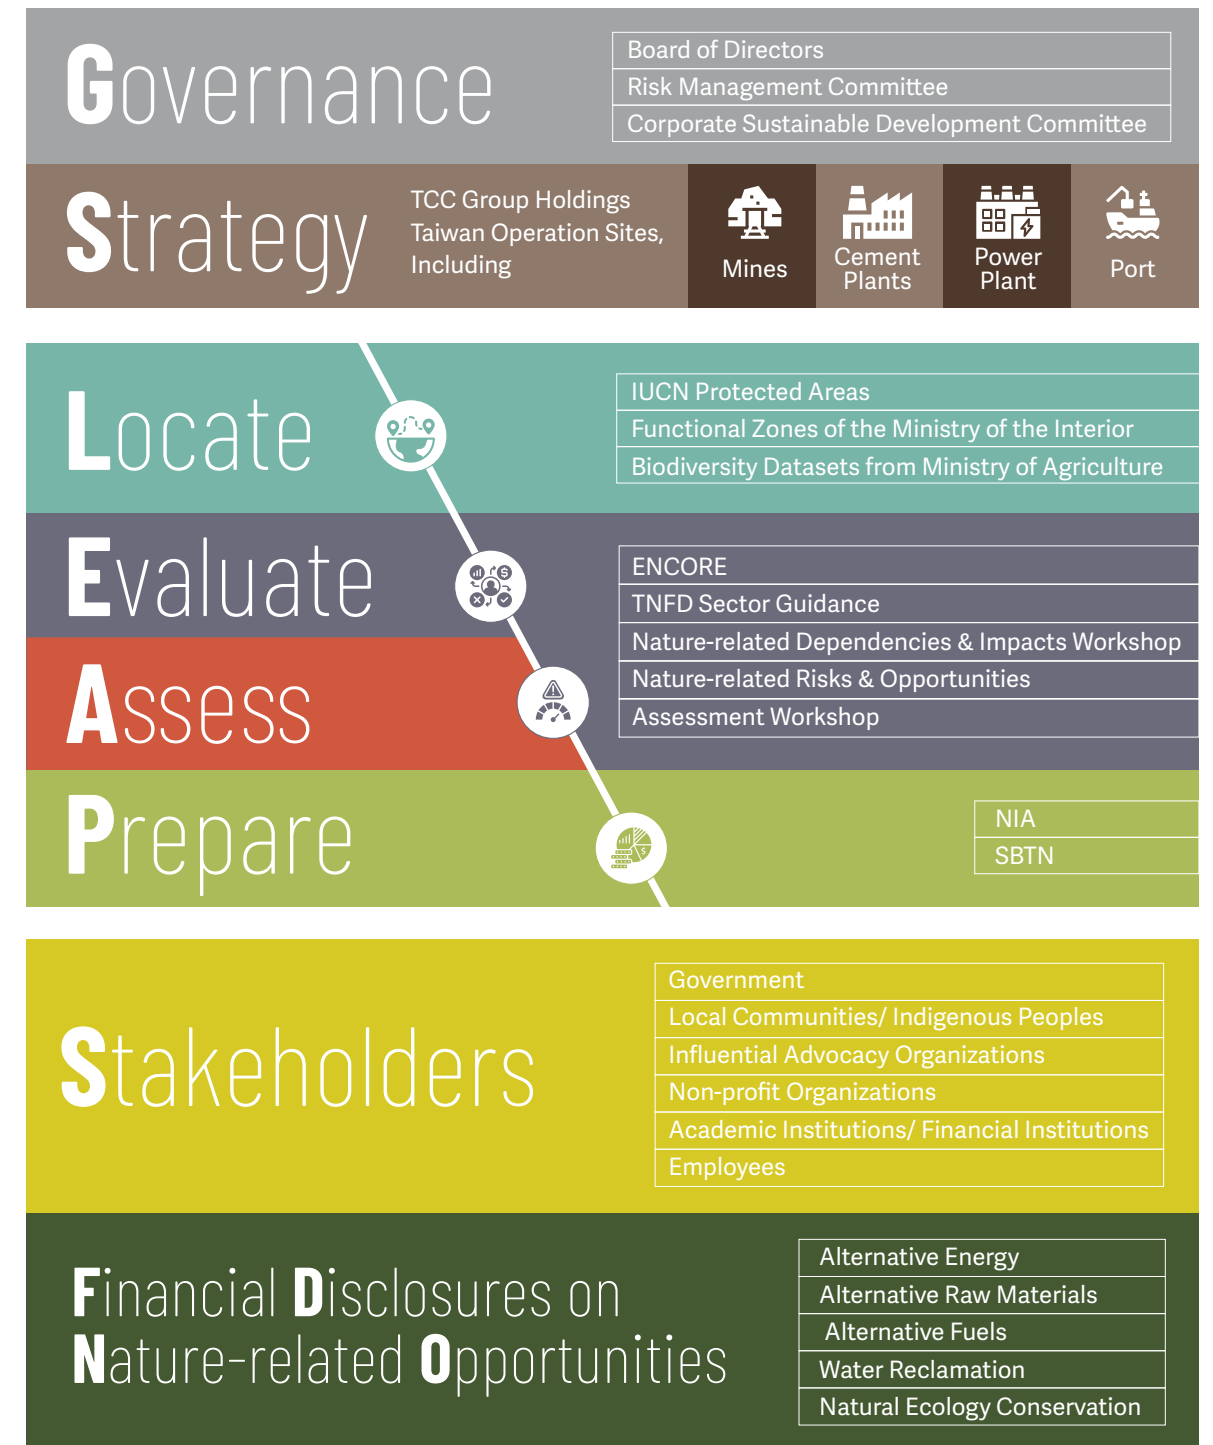 Governance
Board of Directors
Risk Management Committee
Corporate Sustainable Development Committee
Strategy
TCC Group Holdings
Taiwan Operation Sites,
Including
Mines
Cement
Plants
Power
Plant
Port
Locate
IUCN Protected Areas
Functional Zones of the Ministry of the Interior
Biodiversity Datasets from Ministry of Agriculture
Evaluate
Assess
ENCORE
TNFD Sector Guidance
Nature-related Dependencies & Impacts Workshop
Nature-related Risks & Opportunities
Assessment Workshop
Prepare
NIA
SBTN
Stakeholders
Government
Local Communities/ Indigenous Peoples
Influential Advocacy Organizations
Non-profit Organizations
Academic Institutions/ Financial Institutions
Employees
Financial Disclosures on
Nature-related Opportunities
Alternative Energy
Alternative Raw Materials
Alternative Fuels
Water Reclamation
Natural Ecology Conservation